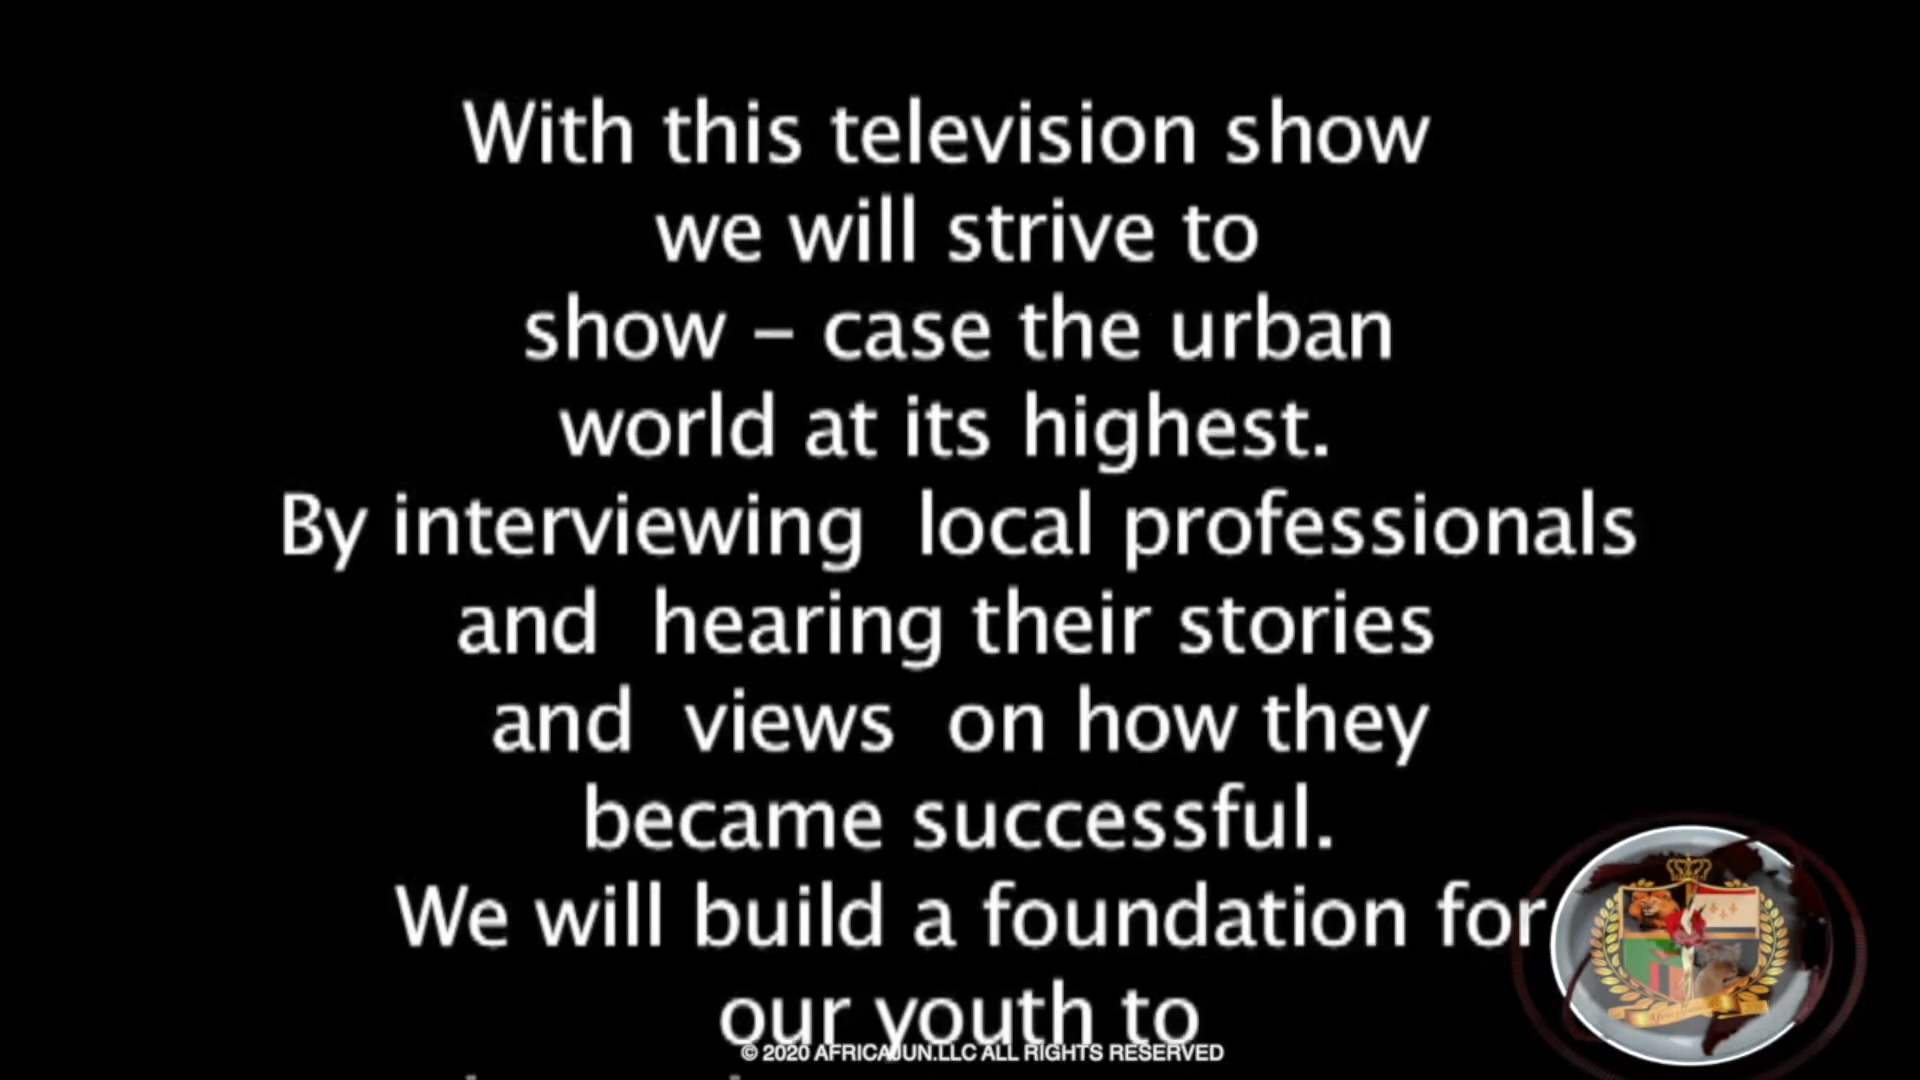 With this television show
we will strive to
show – case the urban
world at its highest.
By interviewing  local professionals
and  hearing their stories
and  views  on how they
became successful.
We will build a foundation for
our youth to
© 2020 AFRICAJUN.LLC ALL RIGHTS RESERVED